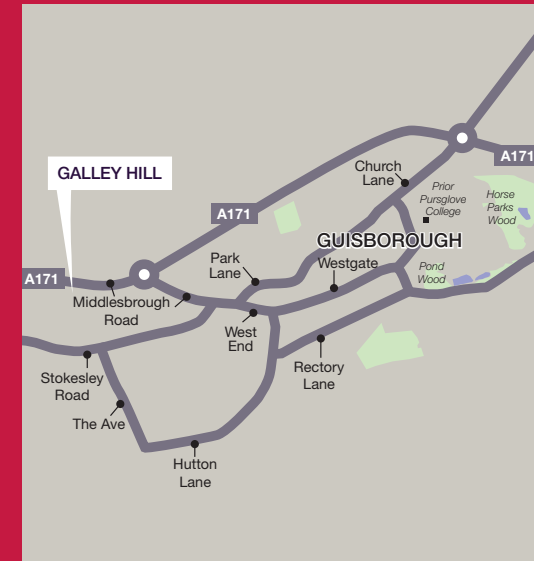 A171
Church
Lane
Prior
Pursglove
College
Horse
Parks
Wood
GALLEY HILL
A171
GUISBOROUGH
Park
Lane
Westgate
Pond
Wood
A171
Middlesbrough
Road
West
End
Rectory
Lane
Stokesley
Road
The Ave
Hutton
Lane